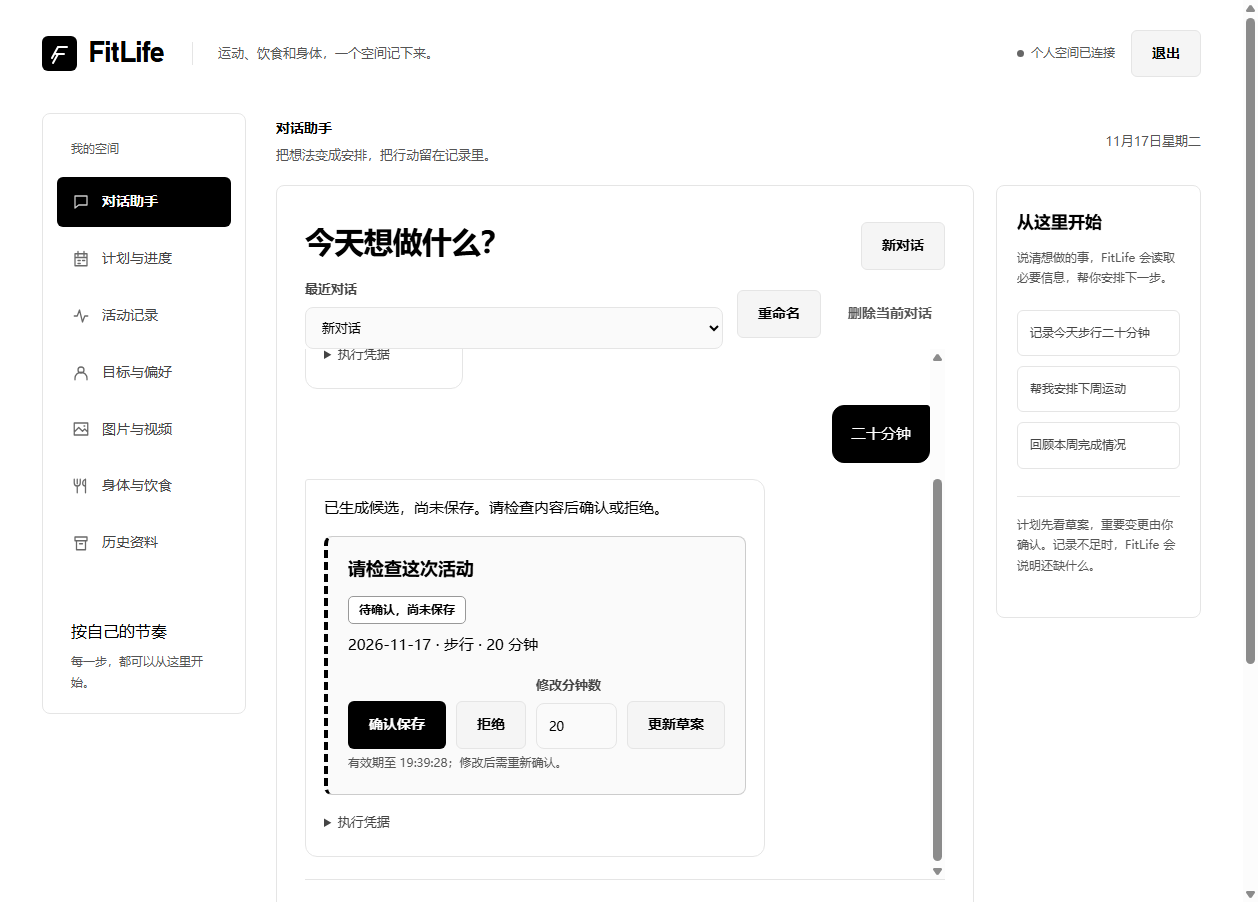 FitLife
运动、饮食和身体，一个空间记下来。
个人空间已连接
退出
我的空间
对话助手
计划与进度
活动记录
目标与偏好
图片与视频
身体与饮食
历史资料
按自己的节奏
每一步，都可以从这里开
始。
对话助手
把想法变成安排，把行动留在记录里。
11月17日星期二
今天想做什么？
新对话
最近对话
新对话
重命名
删除当前对话
执行凭据
二十分钟
已生成候选，尚未保存。请检查内容后确认或拒绝。
请检查这次活动
待确认，尚未保存
2026-11-17 · 步行 · 20 分钟
修改分钟数
确认保存
拒绝
20
更新草案
有效期至 19:39:28；修改后需重新确认。
执行凭据
从这里开始
说清想做的事，FitLife 会读取
必要信息，帮你安排下一步。
记录今天步行二十分钟
帮我安排下周运动
回顾本周完成情况
计划先看草案，重要变更由你
确认。记录不足时，FitLife 会
说明还缺什么。